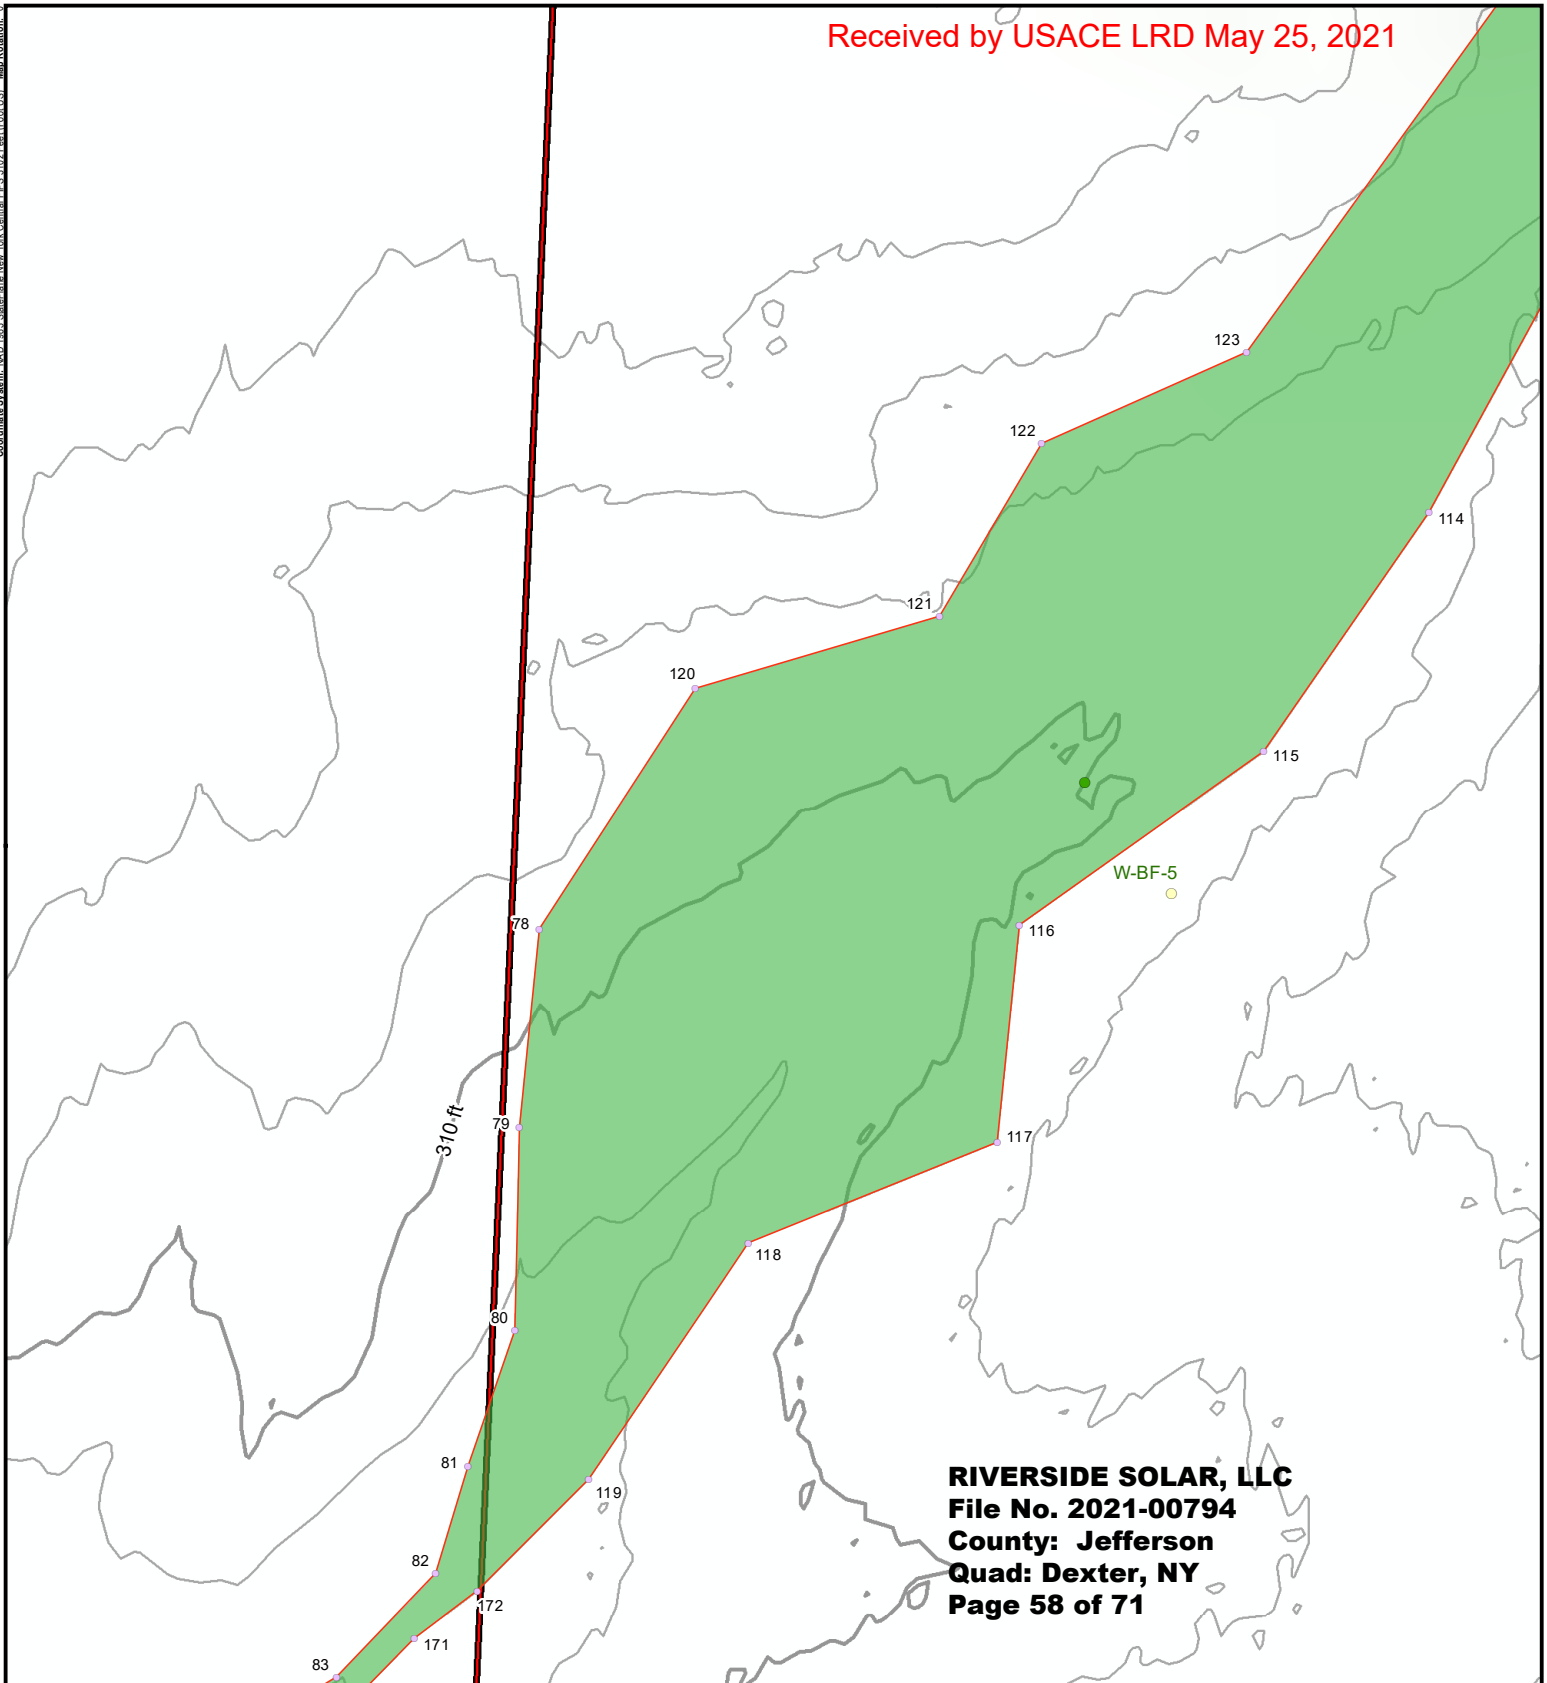 Received by USACE LRD May 25, 2021
123
122
114
121
120
115
W-BF-5
78
116
310 ft
79
117
118
80
81
119
82
172
171
83
RIVERSIDE SOLAR, LLC
File No. 2021-00794
County: Jefferson
Quad: Dexter, NY
Page 58 of 71